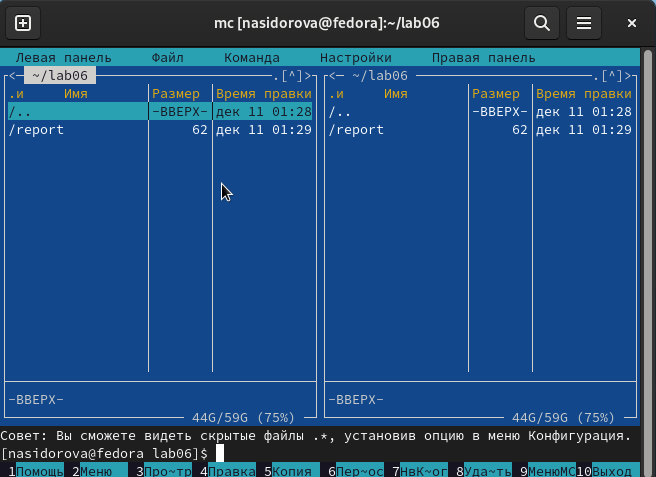 mc [nasidorova@fedora]:~/lab06
Левая панель Файл Команда Настройки Правая панель
<— ~/lab06 .[^]> <— ~/lab06 .[^]>
.и Имя Размер Время правки .и Имя Размер Время правки
/.. -ВВЕРХ- дек 11 01:28 /.. -ВВЕРХ- дек 11 01:28
/report 62 дек 11 01:29 /report 62 дек 11 01:29
-ВВЕРХ- -ВВЕРХ-
44G/59G (75%) 44G/59G (75%)
Совет: Вы сможете видеть скрытые файлы .*, установив опцию в меню Конфигурация.
[nasidorova@fedora lab06]$
1Помощь 2Меню 3Про~тр 4Правка 5Копия 6Пер~ос 7НвК~ог 8Уда~ть 9МенюMC 10Выход